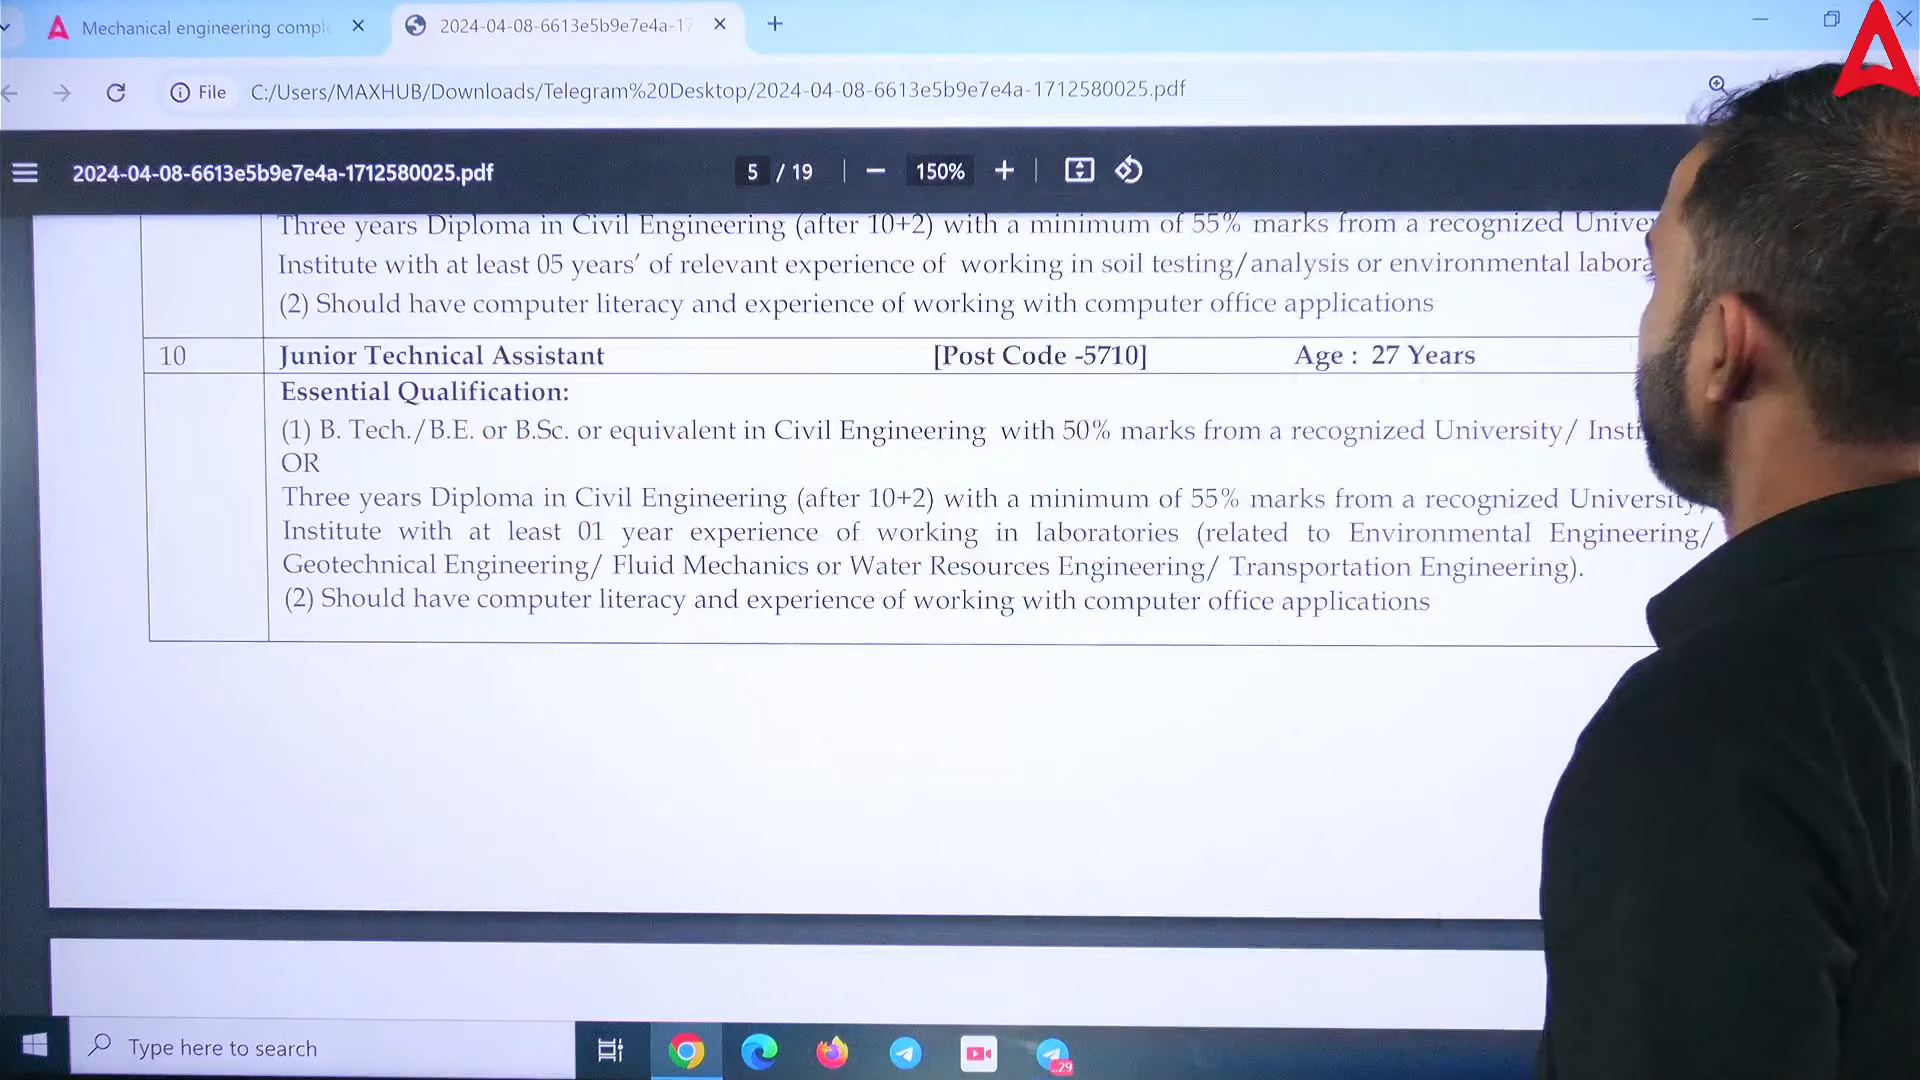 Mechanical engineering compl
2024-04-08-6613e5b9e7e4a-17
File C:/Users/MAXHUB/Downloads/Telegram%20Desktop/2024-04-08-6613e5b9e7e4a-1712580025.pdf
2024-04-08-6613e5b9e7e4a-1712580025.pdf 5 / 19 150%
Three years Diploma in Civil Engineering (after 10+2) with a minimum of 55% marks from a recognized
Institute with at least 05 years’ of relevant experience of working in soil testing/analysis or environmental
(2) Should have computer literacy and experience of working with computer office applications
10 Junior Technical Assistant [Post Code -5710] Age : 27 Years
Essential Qualification:
(1) B. Tech./B.E. or B.Sc. or equivalent in Civil Engineering with 50% marks from a recognized University/
OR
Three years Diploma in Civil Engineering (after 10+2) with a minimum of 55% marks from a recognized University/
Institute with at least 01 year experience of working in laboratories (related to Environmental Engineering/
Geotechnical Engineering/ Fluid Mechanics or Water Resources Engineering/ Transportation Engineering).
(2) Should have computer literacy and experience of working with computer office applications
Type here to search
..29